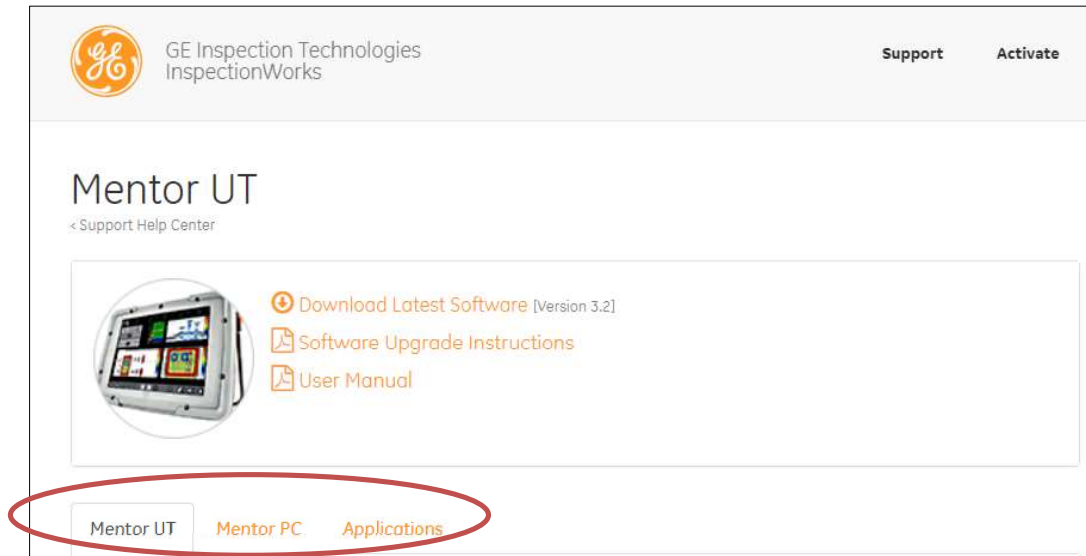 GE Inspection Technologies
InspectionWorks
Support Activate
Mentor UT
< Support Help Center
Download Latest Software [Version 3.2]
Software Upgrade Instructions
User Manual
Mentor UT Mentor PC Applications